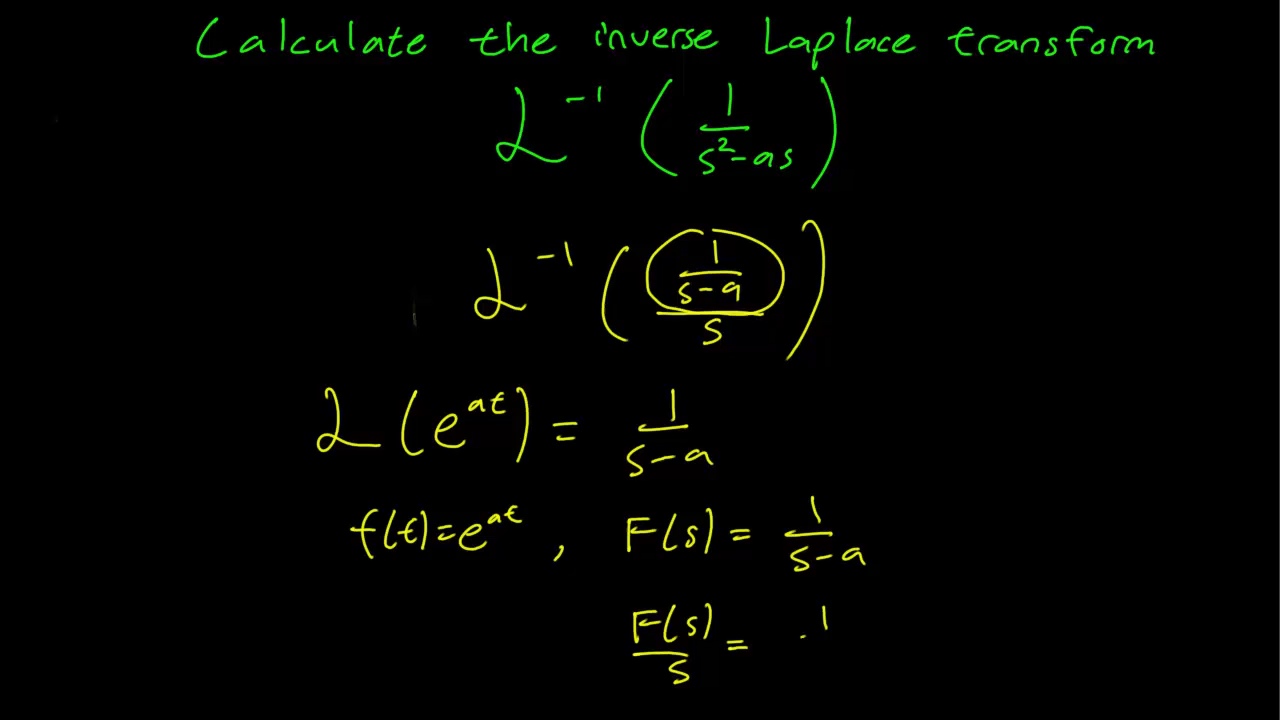 Calculate the inverse Laplace transform
ℒ⁻¹ ( 1/(s²-as) )
ℒ⁻¹ ( (1/(s-a))/s )
ℒ(e^{at}) = 1/(s-a)
f(t)=e^{at} , F(s) = 1/(s-a)
F(s)/s = 1